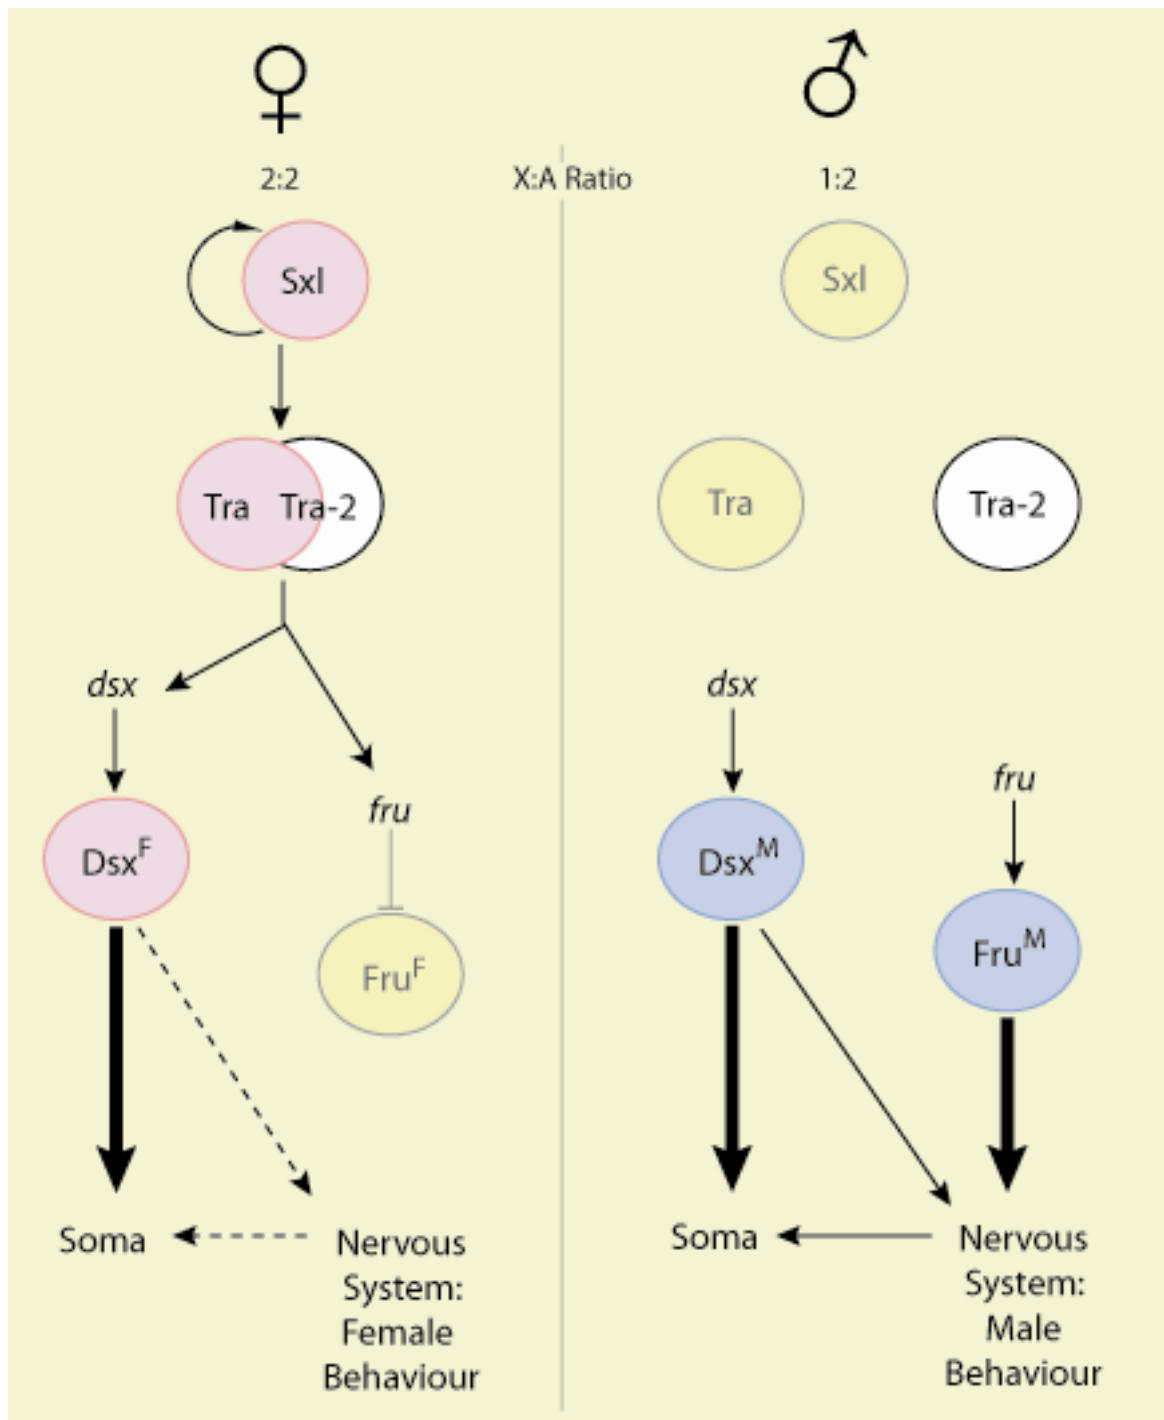 ♀
♂
2:2
X:A Ratio
1:2
Sxl
Sxl
Tra
Tra-2
Tra
Tra-2
dsx
dsx
fru
fru
Dsx^F
Dsx^M
Fru^F
Fru^M
Soma
Nervous
System:
Female
Behaviour
Soma
Nervous
System:
Male
Behaviour